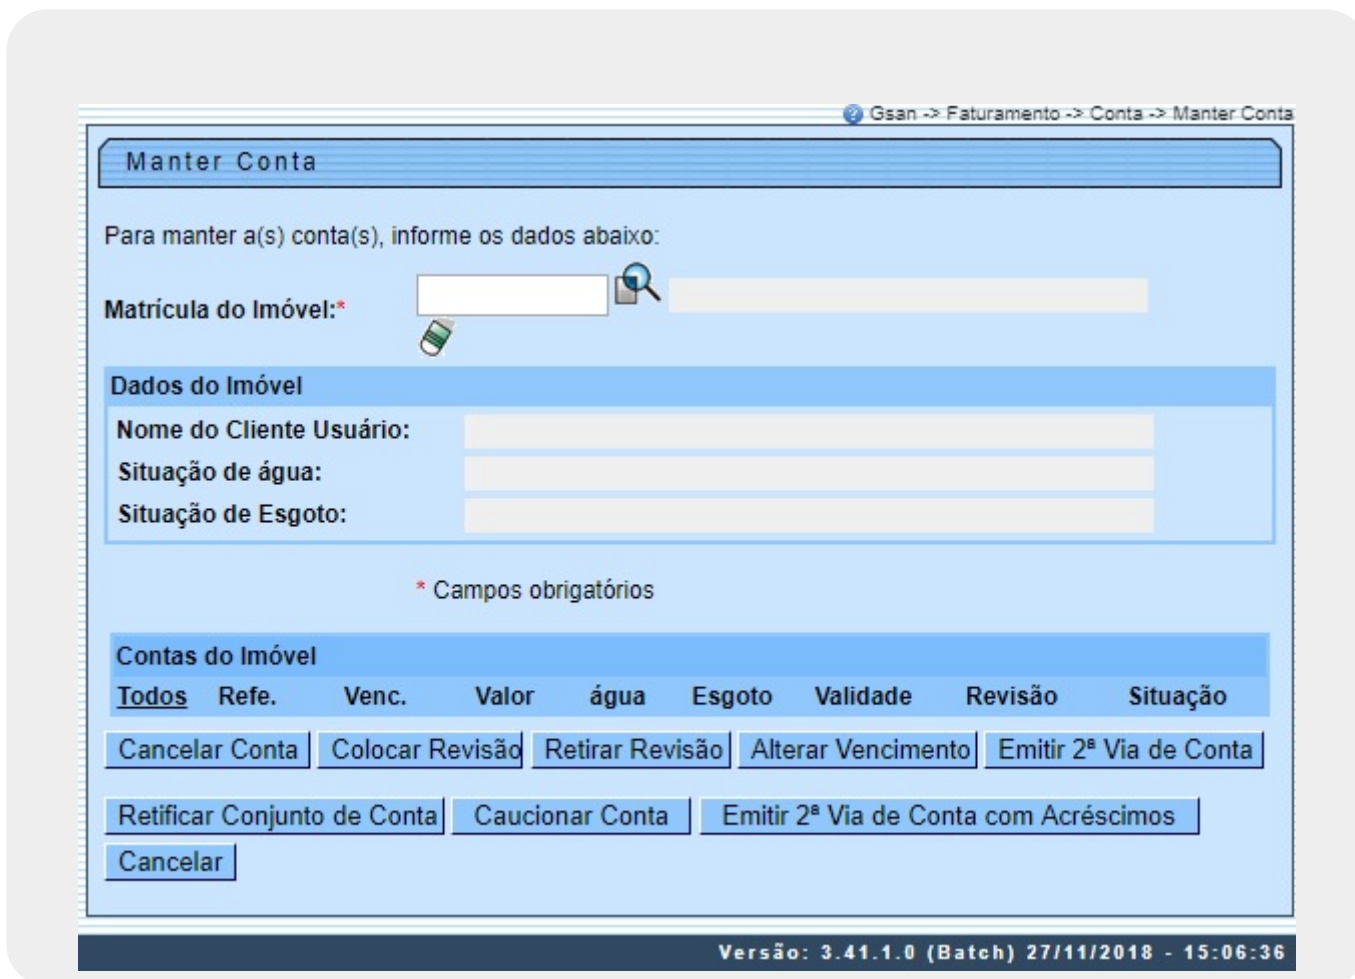 Gsan -> Faturamento -> Conta -> Manter Conta
Manter Conta
Para manter a(s) conta(s), informe os dados abaixo:
Matrícula do Imóvel:*
Dados do Imóvel
Nome do Cliente Usuário:
Situação de água:
Situação de Esgoto:
* Campos obrigatórios
Contas do Imóvel
Todos Refe. Venc. Valor água Esgoto Validade Revisão Situação
Cancelar Conta Colocar Revisão Retirar Revisão Alterar Vencimento Emitir 2ª Via de Conta
Retificar Conjunto de Conta Caucionar Conta Emitir 2ª Via de Conta com Acréscimos
Cancelar
Versão: 3.41.1.0 (Batch) 27/11/2018 - 15:06:36